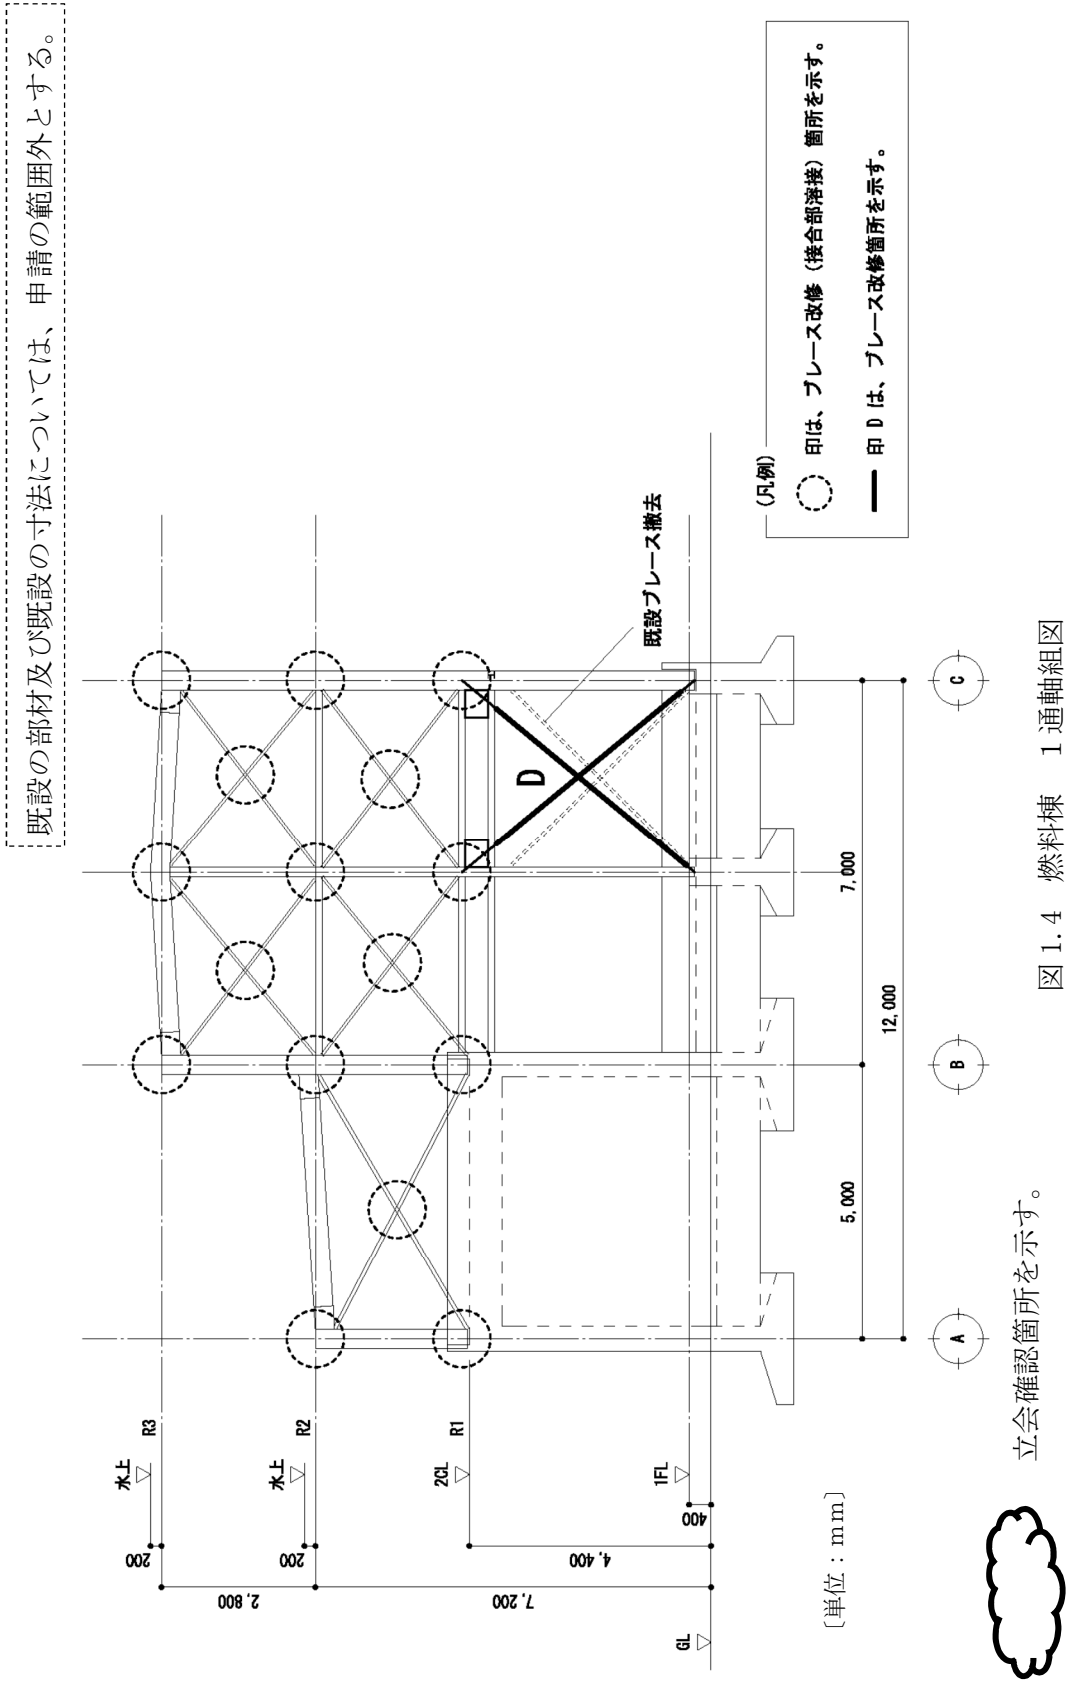 既設の部材及び既設の寸法については、申請の範囲外とする。
水上
R3
水上
R2
2CL
R1
1FL
GL
200
200
2,800
7,200
4,400
400
D
既設ブレース撤去
5,000
7,000
12,000
A
B
C
(凡例)
印は、ブレース改修（接合部溶接）箇所を示す。
印 D は、ブレース改修箇所を示す。
〔単位：mm〕
立会確認箇所を示す。
図 1.4 燃料棟 1 通軸組図